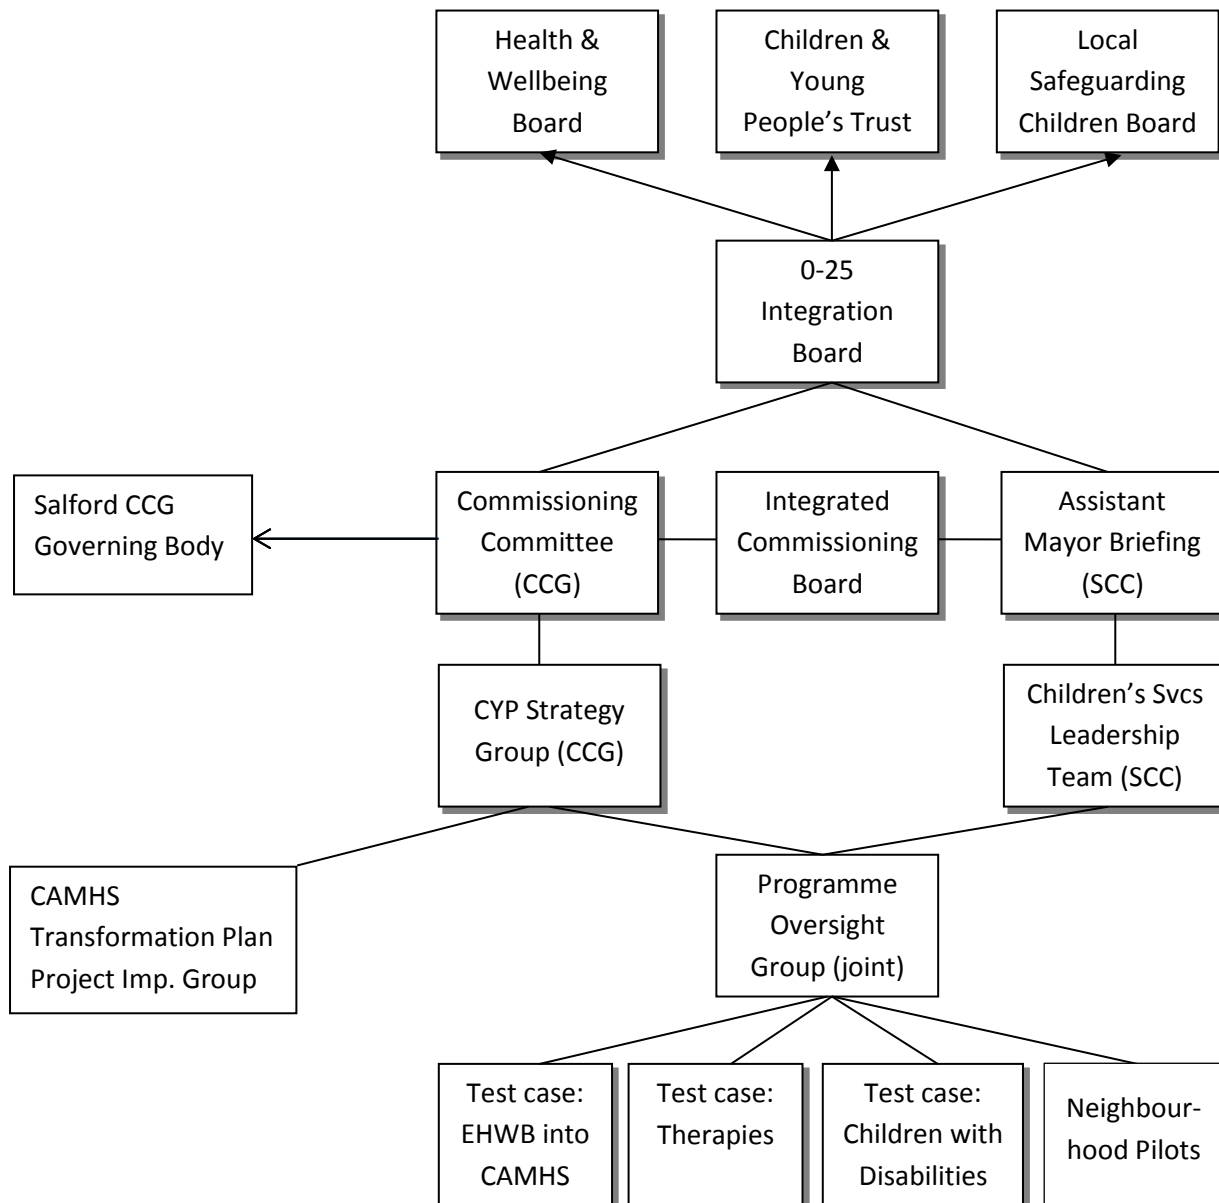 Health &
Wellbeing
Board
Children &
Young
People’s Trust
Local
Safeguarding
Children Board
0-25
Integration
Board
Salford CCG
Governing Body
Commissioning
Committee
(CCG)
Integrated
Commissioning
Board
Assistant
Mayor Briefing
(SCC)
CYP Strategy
Group (CCG)
Children’s Svcs
Leadership
Team (SCC)
CAMHS
Transformation Plan
Project Imp. Group
Programme
Oversight
Group (joint)
Test case:
EHWB into
CAMHS
Test case:
Therapies
Test case:
Children with
Disabilities
Neighbour-
hood Pilots